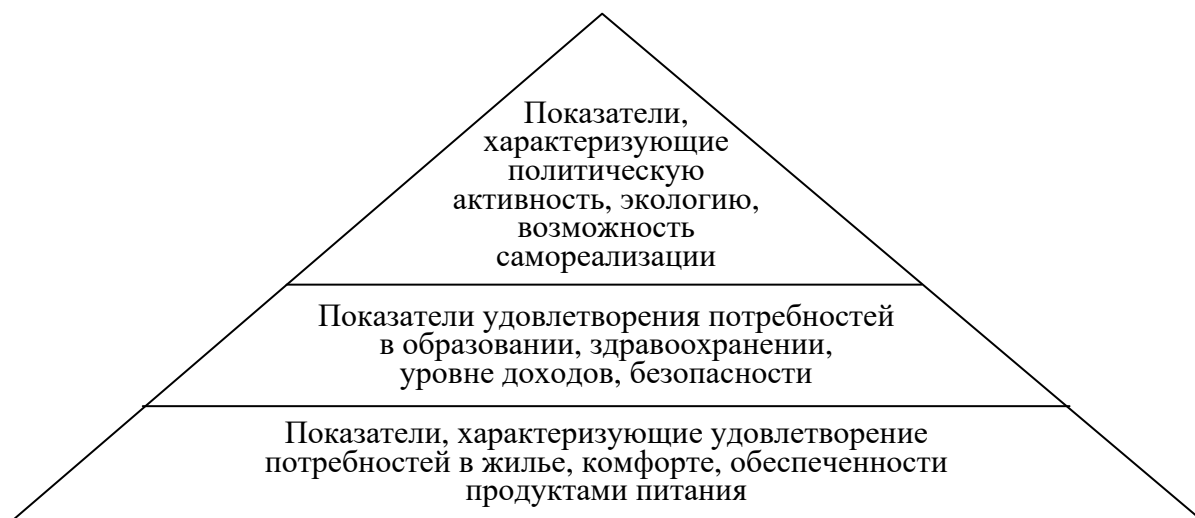 Показатели,
характеризующие
политическую
активность, экологию,
возможность
самореализации
Показатели удовлетворения потребностей
в образовании, здравоохранении,
уровне доходов, безопасности
Показатели, характеризующие удовлетворение
потребностей в жилье, комфорте, обеспеченности
продуктами питания